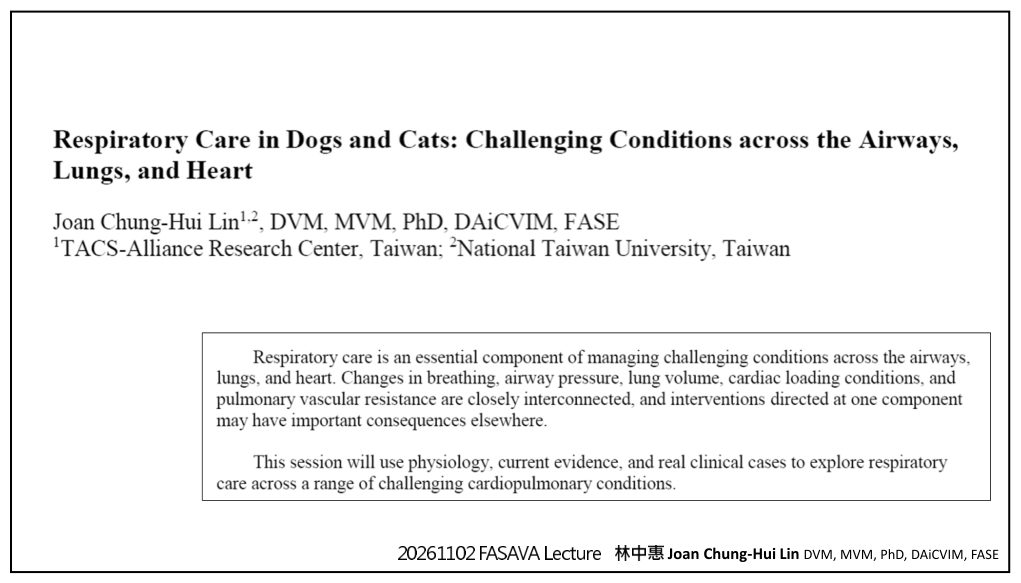 Respiratory Care in Dogs and Cats: Challenging Conditions across the Airways,
Lungs, and Heart
Joan Chung-Hui Lin1,2, DVM, MVM, PhD, DAiCVIM, FASE
1TACS-Alliance Research Center, Taiwan; 2National Taiwan University, Taiwan
Respiratory care is an essential component of managing challenging conditions across the airways,
lungs, and heart. Changes in breathing, airway pressure, lung volume, cardiac loading conditions, and
pulmonary vascular resistance are closely interconnected, and interventions directed at one component
may have important consequences elsewhere.
This session will use physiology, current evidence, and real clinical cases to explore respiratory
care across a range of challenging cardiopulmonary conditions.
20261102 FASAVA Lecture 林中惠 Joan Chung-Hui Lin DVM, MVM, PhD, DAiCVIM, FASE